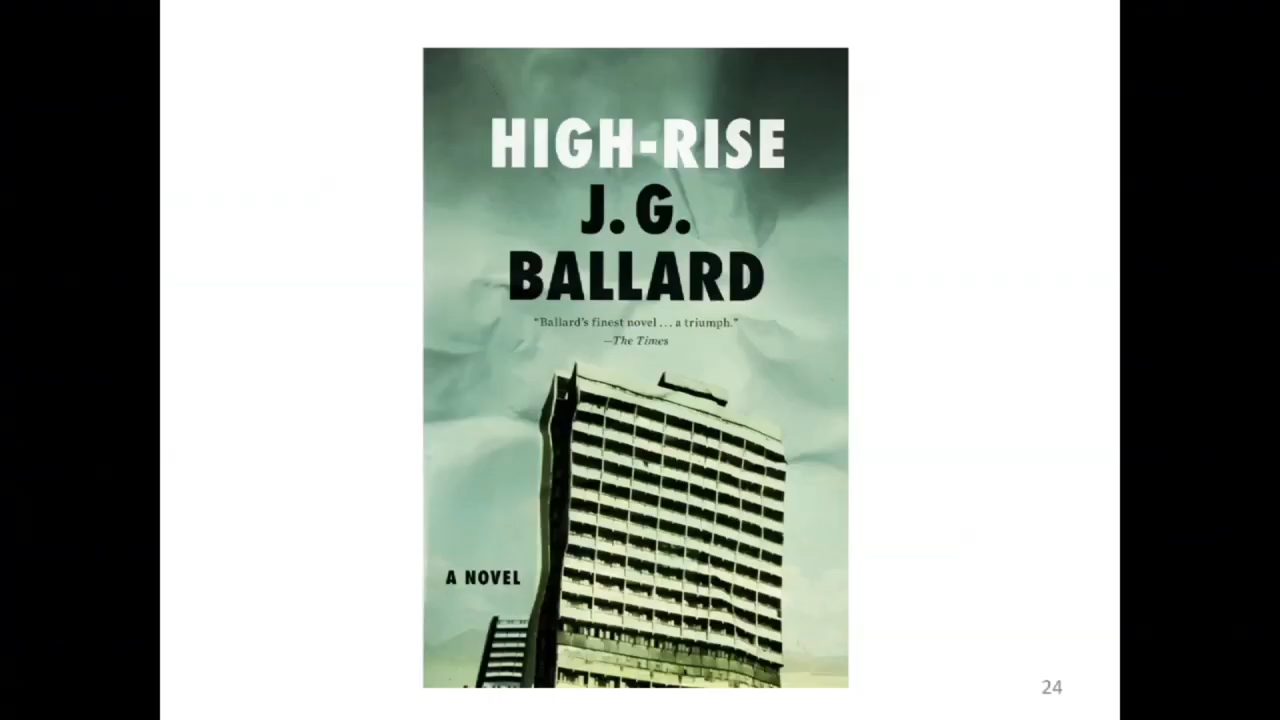 HIGH-RISE
J. G.
BALLARD
"Ballard's finest novel . . . a triumph."
—The Times
A NOVEL
24